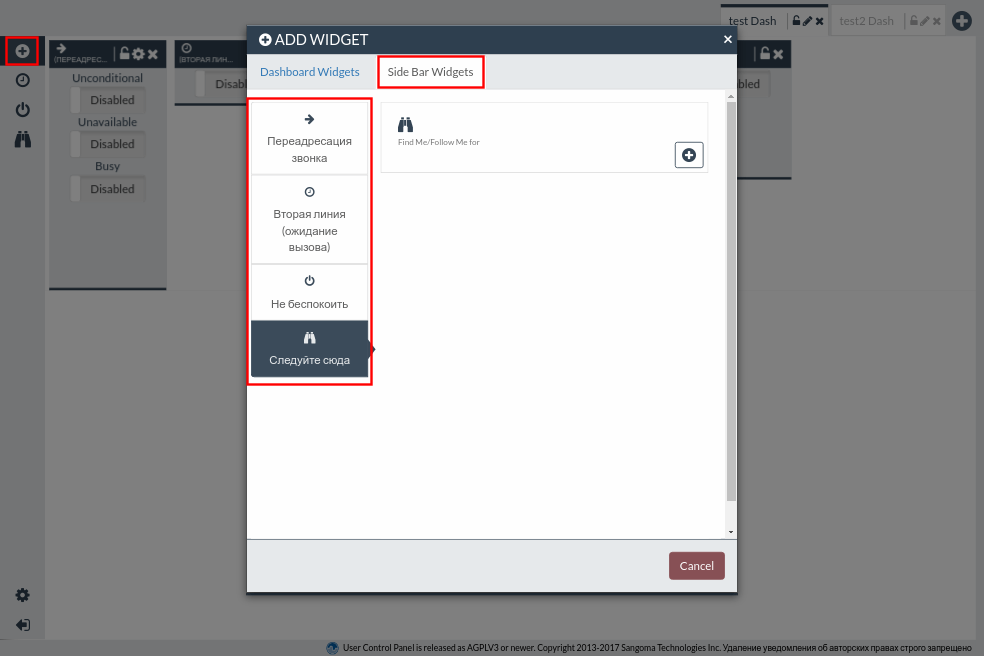 test Dash
test2 Dash
ADD WIDGET
×
Dashboard Widgets
Side Bar Widgets
(ПЕРЕАДРЕС...
(ВТОРАЯ ЛИН...
Unconditional
Disabled
Unavailable
Disabled
Busy
Disabled
Disabl
bled
Переадресация
звонка
Вторая линия
(ожидание
вызова)
Не беспокоить
Следуйте сюда
Find Me/Follow Me for
Cancel
User Control Panel is released as AGPLV3 or newer. Copyright 2013-2017 Sangoma Technologies Inc. Удаление уведомления об авторских правах строго запрещено